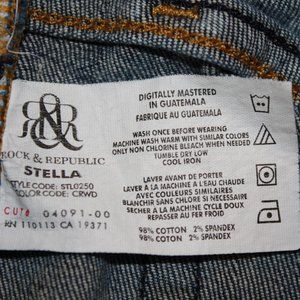 R&R
ROCK & REPUBLIC
STELLA
STYLE CODE: STL0250
COLOR CODE: CRWD
CUT# 04091-00
RN 110113 CA 19371
DIGITALLY MASTERED
IN GUATEMALA
FABRIQUE AU GUATEMALA
WASH ONCE BEFORE WEARING
MACHINE WASH WARM WITH SIMILAR COLORS
ONLY NON CHLORINE BLEACH WHEN NEEDED
TUMBLE DRY LOW
COOL IRON
LAVER AVANT DE PORTER
LAVER A LA MACHINE A L'EAU CHAUDE
AVEC COULEURS SIMILAIRES
BLANCHIR SANS CHLORE SI NECESSAIRE
SECHER A LA MACHINE CYCLE DOUX
REPASSER AU FER DOUX
98% COTTON 2% SPANDEX
98% COTON 2% SPANDEX